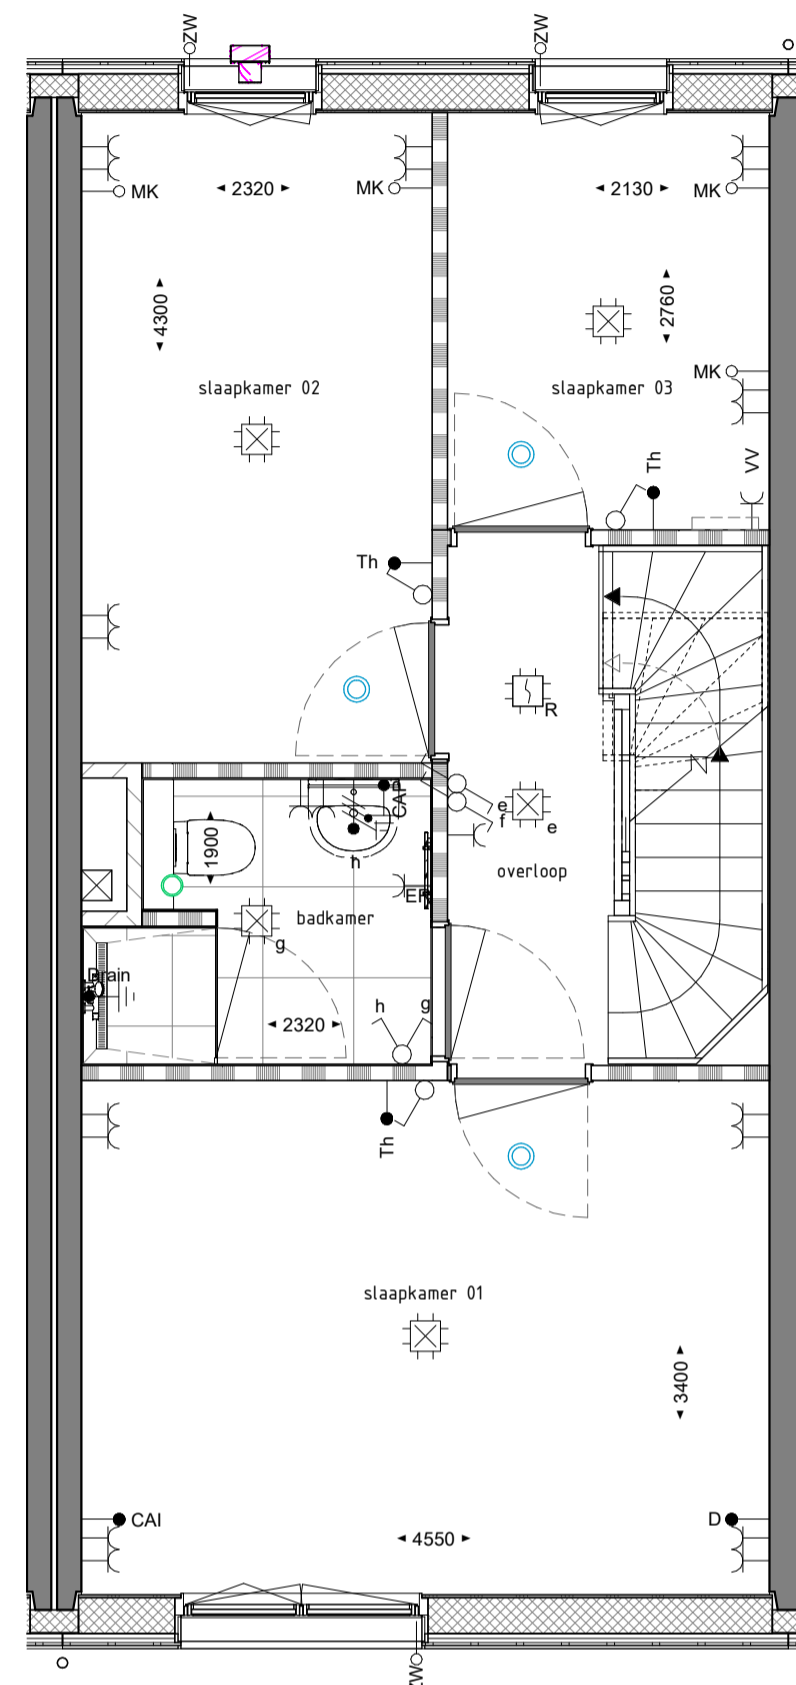 ZW
ZW
MK
2320
MK
2130
MK
4300
2760
slaapkamer 02
MK
slaapkamer 03
Th
VV
Th
R
CAI
1900
e
f
e
h
overloop
badkamer
g
Drain
h
g
2320
Th
slaapkamer 01
3400
CAI
D
4550
ZW